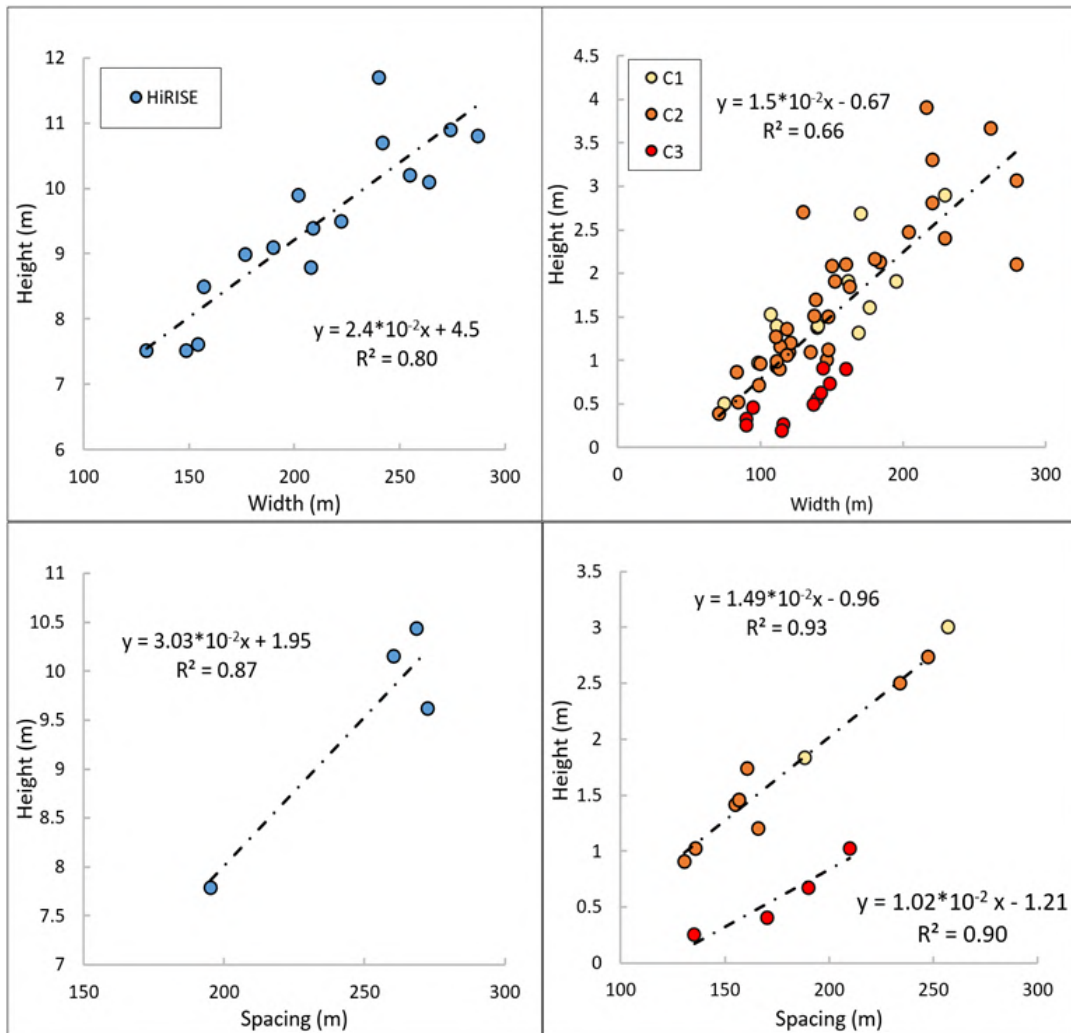 12
11
10
9
8
7
6
Height (m)
HiRISE
y = 2.4*10⁻²x + 4.5
R² = 0.80
100 150 200 250 300
Width (m)
4.5
4
3.5
3
2.5
2
1.5
1
0.5
0
Height (m)
C1
C2
C3
y = 1.5*10⁻²x - 0.67
R² = 0.66
0 100 200 300
Width (m)
11
10.5
10
9.5
9
8.5
8
7.5
7
Height (m)
y = 3.03*10⁻²x + 1.95
R² = 0.87
150 200 250 300
Spacing (m)
3.5
3
2.5
2
1.5
1
0.5
0
Height (m)
y = 1.49*10⁻²x - 0.96
R² = 0.93
y = 1.02*10⁻² x - 1.21
R² = 0.90
100 150 200 250 300
Spacing (m)